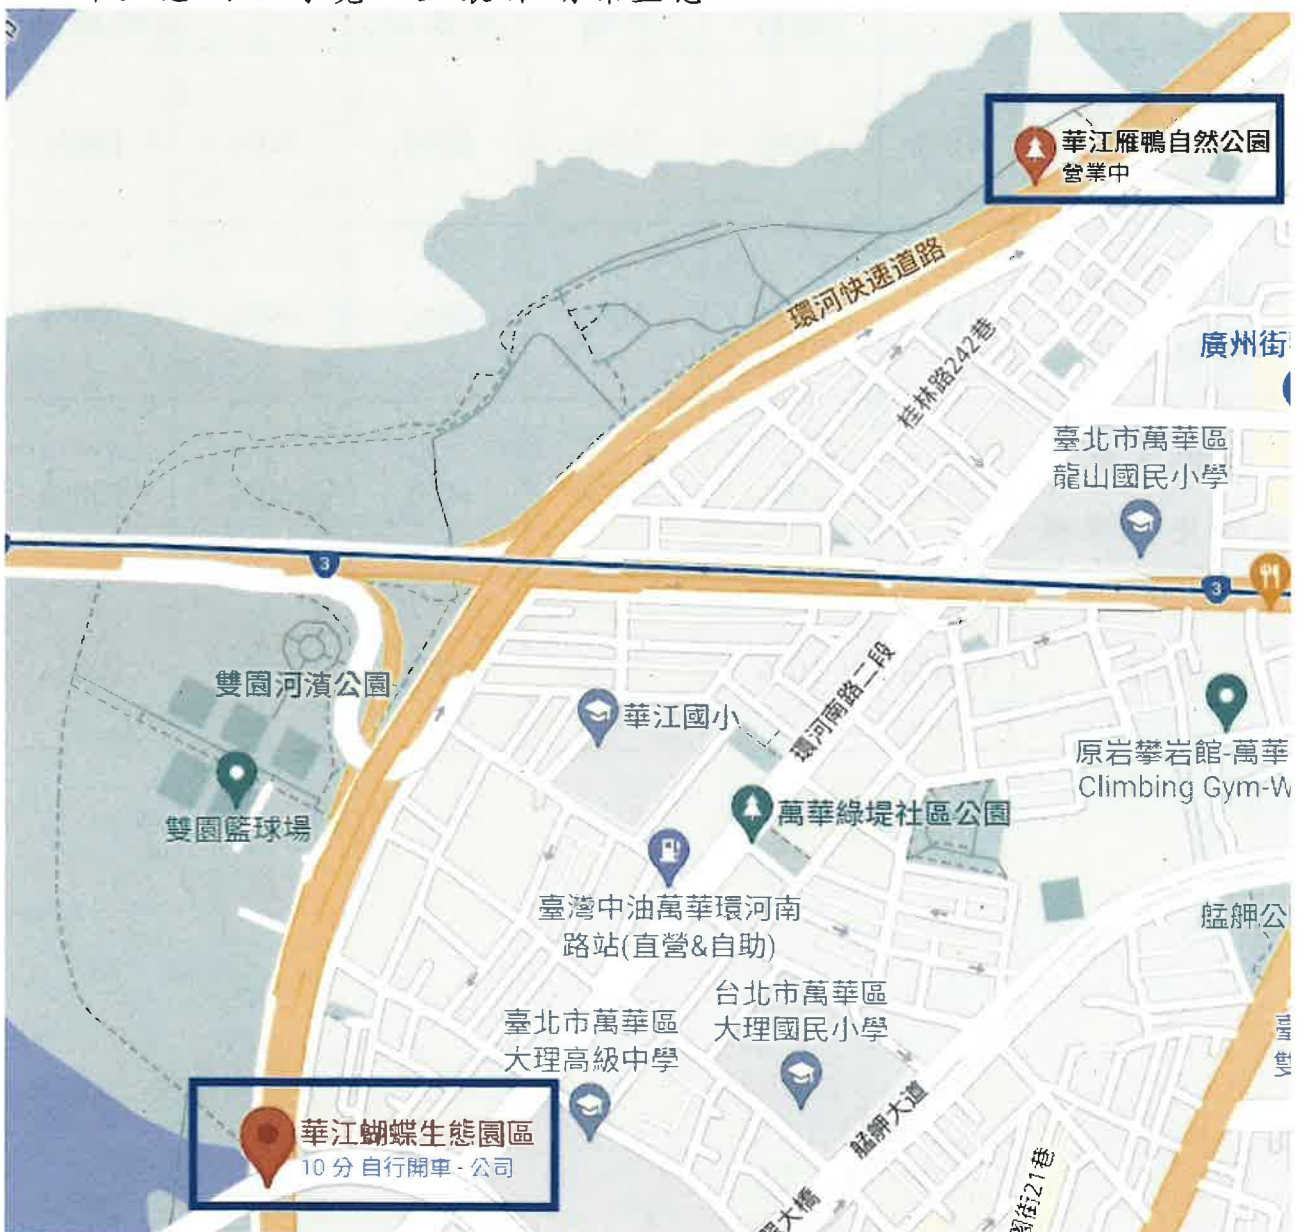 華江雁鴨自然公園
營業中
環河快速道路
桂林路242巷
廣州街
臺北市萬華區
龍山國民小學
3
3
雙園河濱公園
華江國小
環河南路二段
原岩攀岩館-萬華
Climbing Gym-W
雙園籃球場
萬華綠堤社區公園
臺灣中油萬華環河南
路站(直營&自助)
艋舺公
臺北市萬華區
大理高級中學
台北市萬華區
大理國民小學
艋舺大道
華江蝴蝶生態園區
10 分 自行開車 - 公司
大橋
街21巷